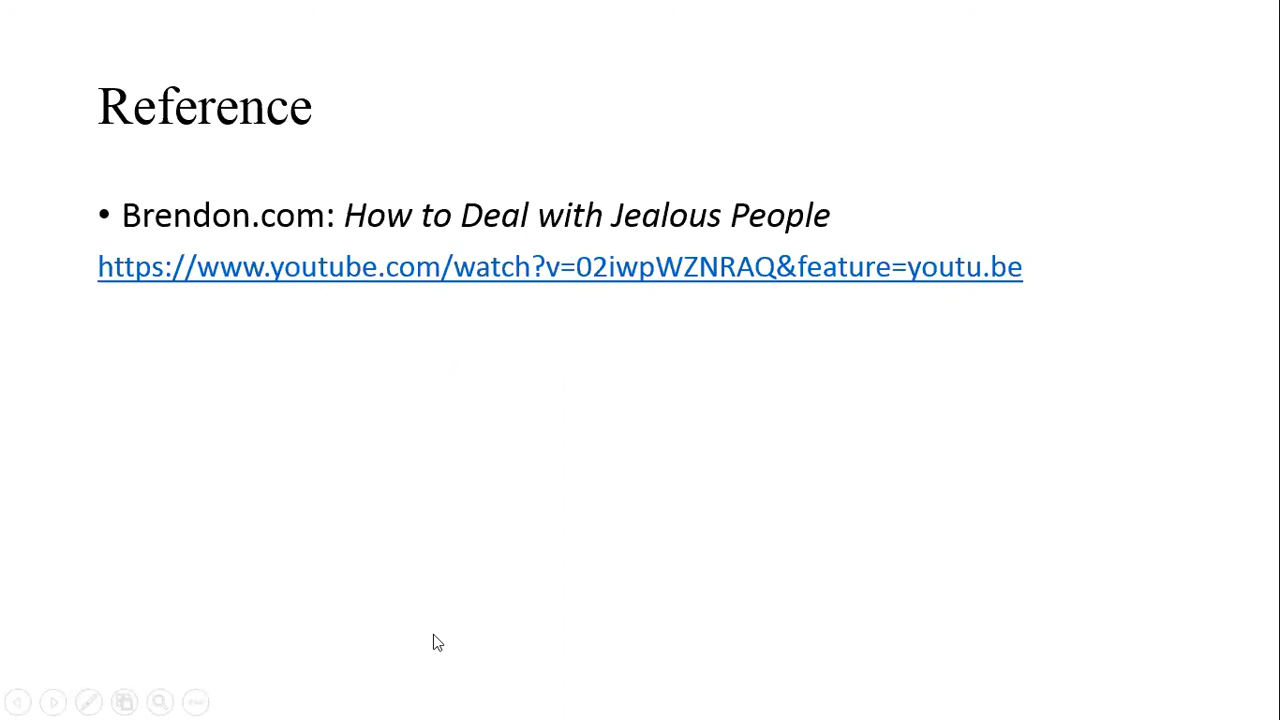 Reference
• Brendon.com: How to Deal with Jealous People
https://www.youtube.com/watch?v=02iwpWZNRAQ&feature=youtu.be